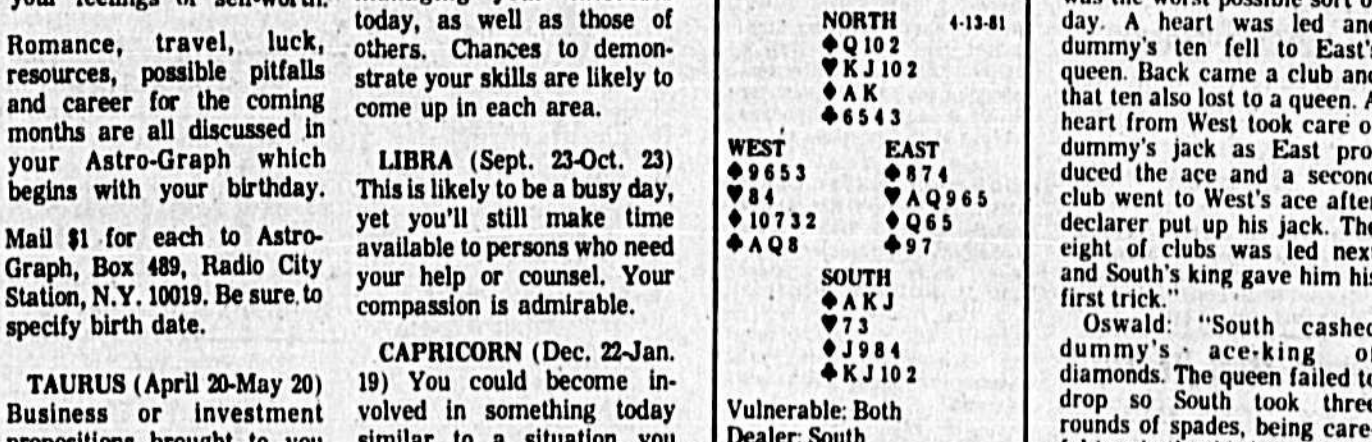 your feelings of self-worth.
Romance, travel, luck,
resources, possible pitfalls
and career for the coming
months are all discussed in
your Astro-Graph which
begins with your birthday.
Mail $1 for each to Astro-
Graph, Box 489, Radio City
Station, N.Y. 10019. Be sure to
specify birth date.
TAURUS (April 20-May 20)
Business or investment
propositions brought to you
managing your
today, as well as those of
others. Chances to demon-
strate your skills are likely to
come up in each area.
LIBRA (Sept. 23-Oct. 23)
This is likely to be a busy day,
yet you'll still make time
available to persons who need
your help or counsel. Your
compassion is admirable.
CAPRICORN (Dec. 22-Jan.
19) You could become in-
volved in something today
similar to a situation you
NORTH 4-13-81
♠Q 10 2
♥K J 10 2
♦A K
♣6 5 4 3
WEST EAST
♠9 6 5 3 ♠8 7 4
♥8 4 ♥A Q 9 6 5
♦10 7 3 2 ♦Q 6 5
♣A Q 8 ♣9 7
SOUTH
♠A K J
♥7 3
♦J 9 8 4
♣K J 10 2
Vulnerable: Both
Dealer: South
was the worst possible sort o
day. A heart was led an
dummy's ten fell to East'
queen. Back came a club an
that ten also lost to a queen. A
heart from West took care o
dummy's jack as East pro
duced the ace and a second
club went to West's ace after
declarer put up his jack. The
eight of clubs was led next
and South's king gave him his
first trick."
Oswald: "South cashed
dummy's ace-king o
diamonds. The queen failed to
drop so South took three
rounds of spades, being care